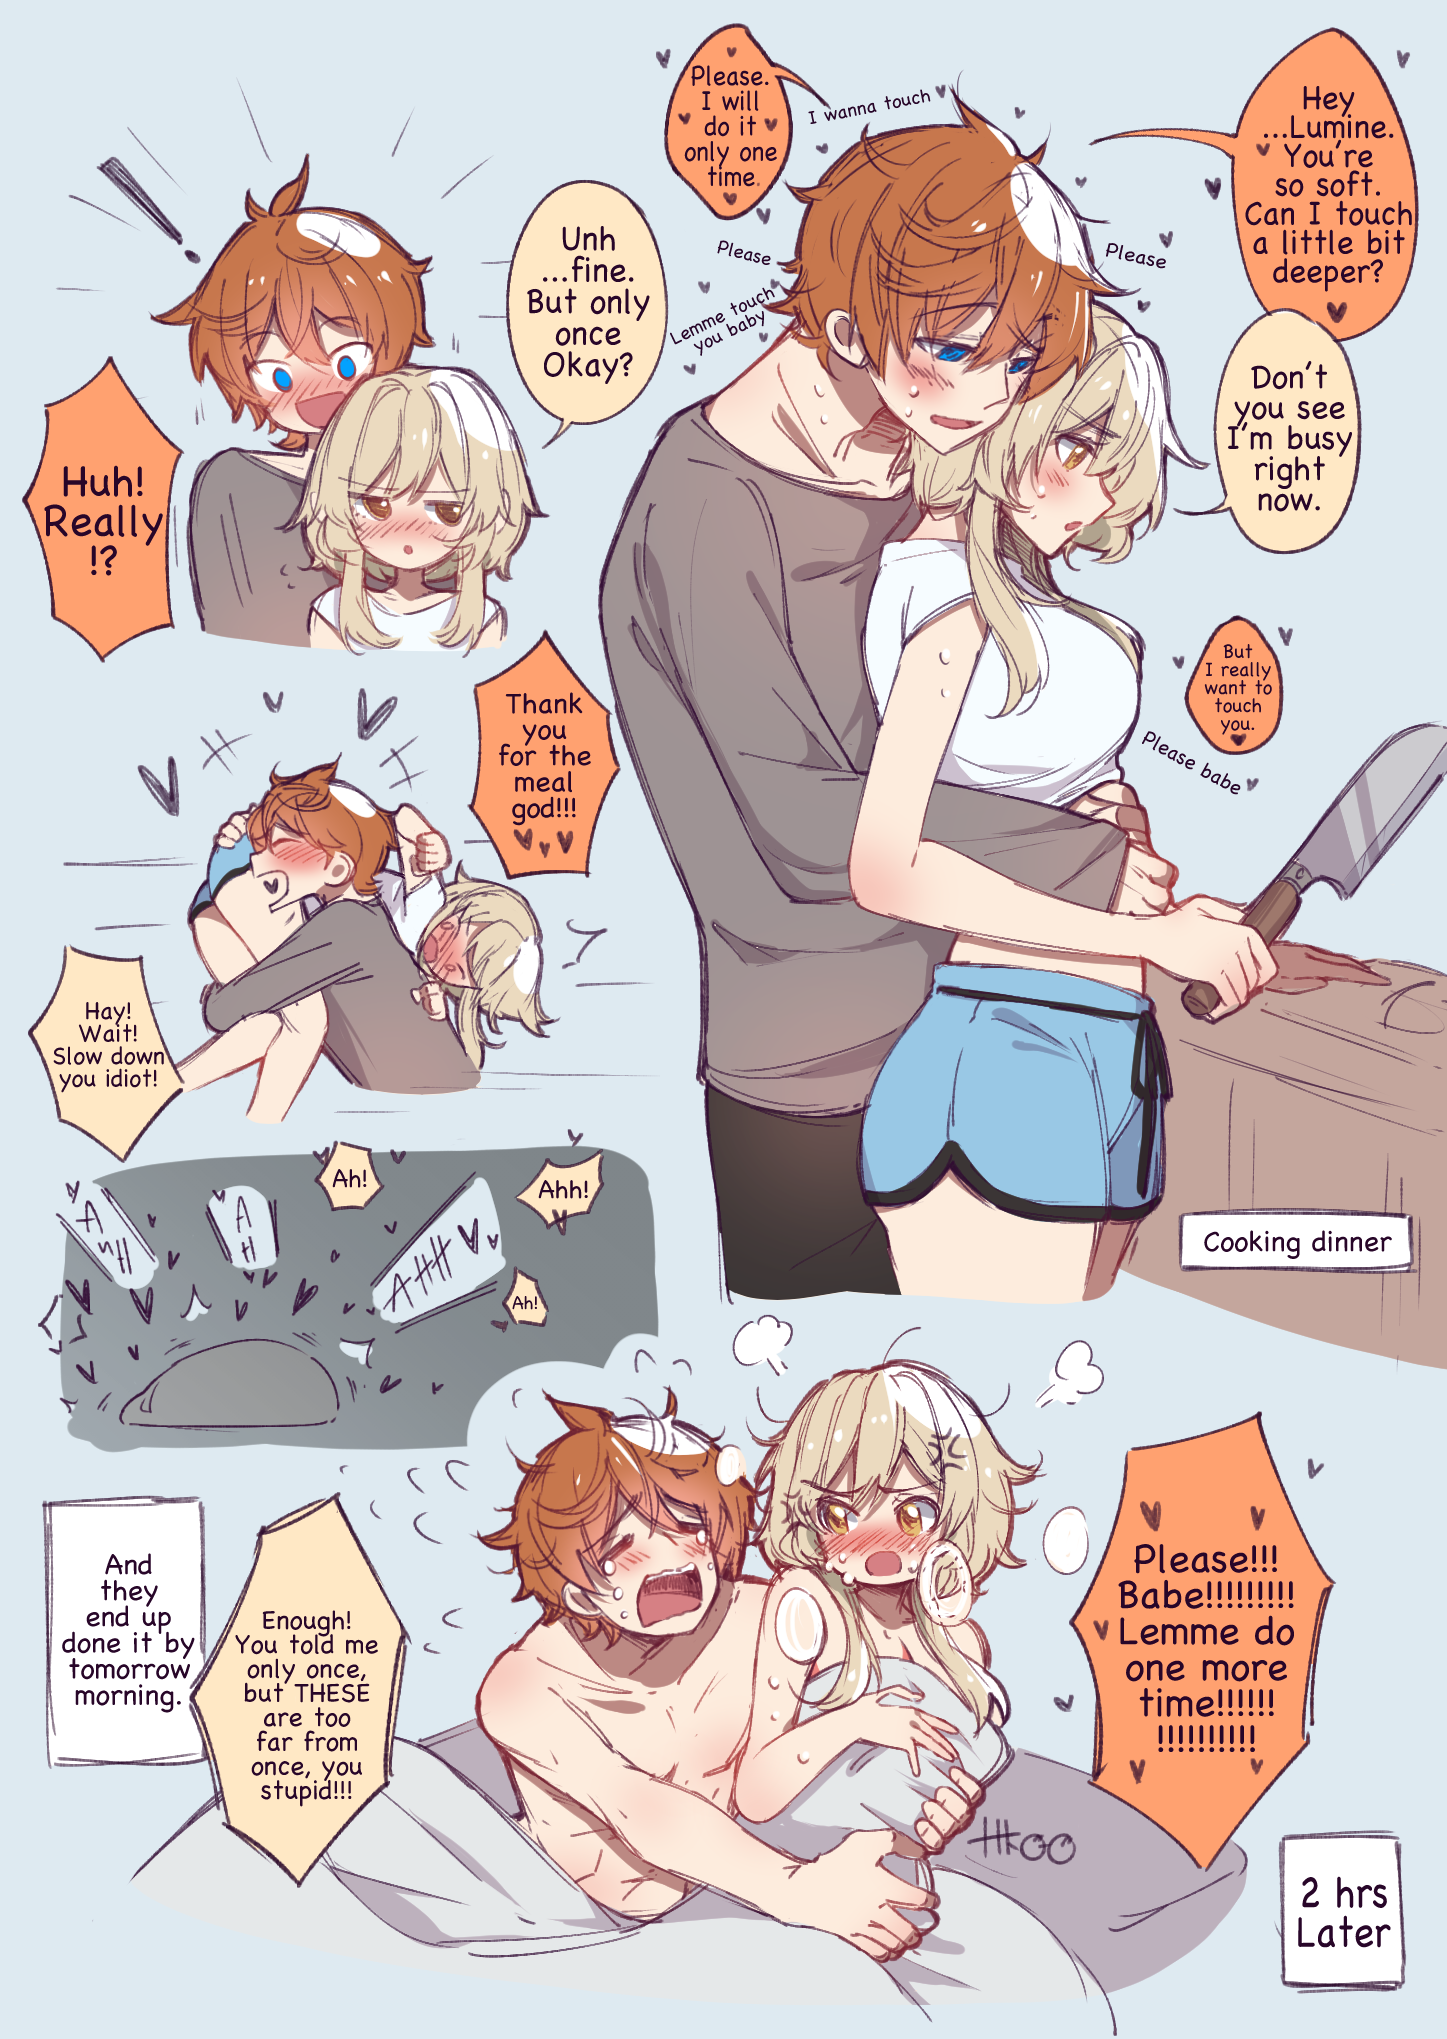 Hey
...Lumine.
You're
so soft.
Can I touch
a little bit
deeper?
Don't
you see
I'm busy
right
now.
Please.
I will
do it
only one
time.
I wanna touch
Please
Lemme touch
you baby
Please
But
I really
want to
touch
you.
Please babe
Cooking dinner
Unh
...fine.
But only
once
Okay?
Huh!
Really
!?
Thank
you
for the
meal
god!!!
Hay!
Wait!
Slow down
you idiot!
Ah!
Ahh!
Ah!
A
hH
A
H
AHH
Please!!!
Babe!!!!!!!!!
Lemme do
one more
time!!!!!!
!!!!!!!!!!
Enough!
You told me
only once,
but THESE
are too
far from
once, you
stupid!!!
And
they
end up
done it by
tomorrow
morning.
2 hrs
Later